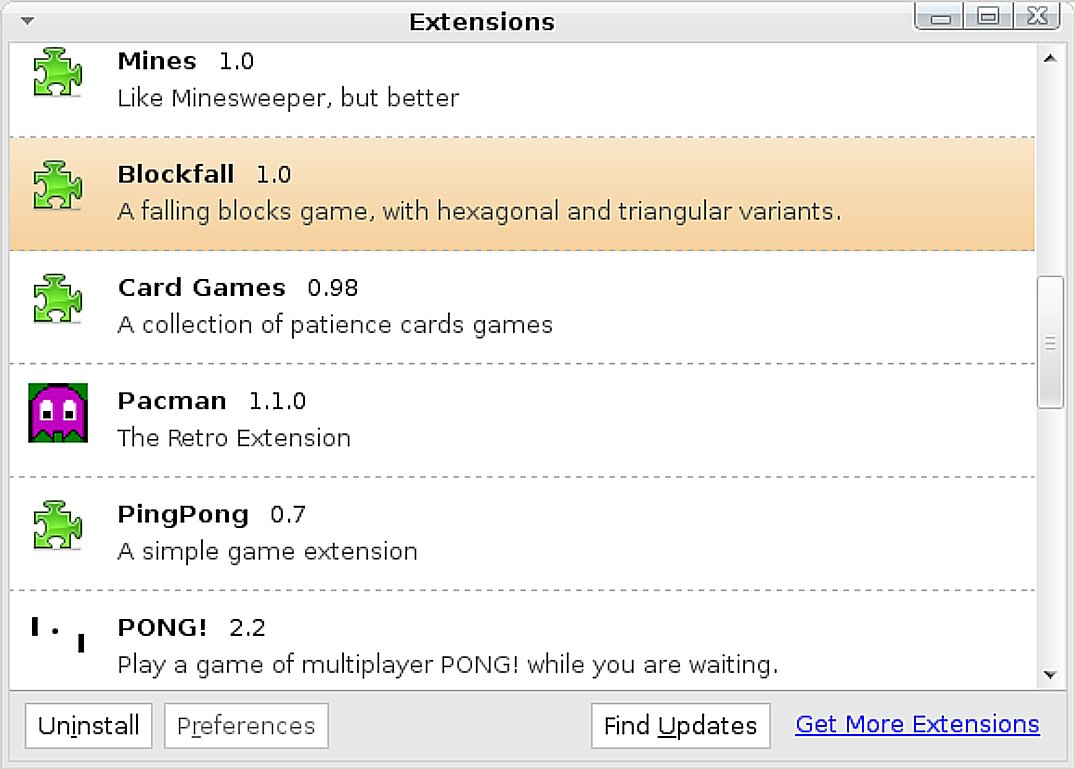 Extensions
Mines 1.0
Like Minesweeper, but better
Blockfall 1.0
A falling blocks game, with hexagonal and triangular variants.
Card Games 0.98
A collection of patience cards games
Pacman 1.1.0
The Retro Extension
PingPong 0.7
A simple game extension
PONG! 2.2
Play a game of multiplayer PONG! while you are waiting.
Uninstall Preferences Find Updates Get More Extensions